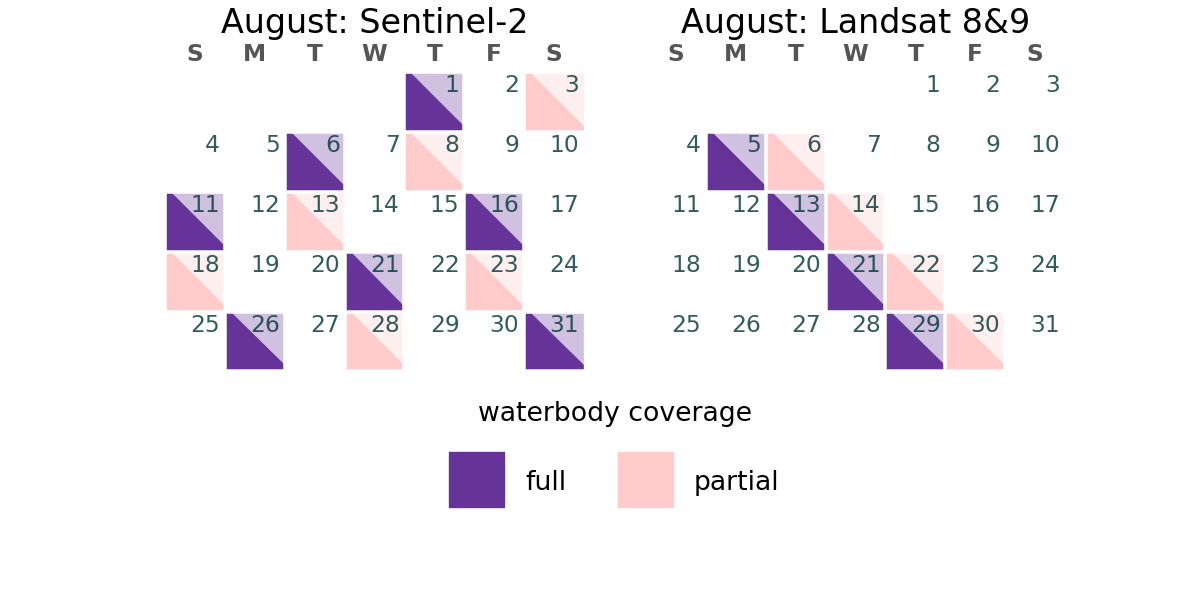 August: Sentinel-2
S M T W T F S
1 2 3
4 5 6 7 8 9 10
11 12 13 14 15 16 17
18 19 20 21 22 23 24
25 26 27 28 29 30 31
August: Landsat 8&9
S M T W T F S
1 2 3
4 5 6 7 8 9 10
11 12 13 14 15 16 17
18 19 20 21 22 23 24
25 26 27 28 29 30 31
waterbody coverage
full
partial